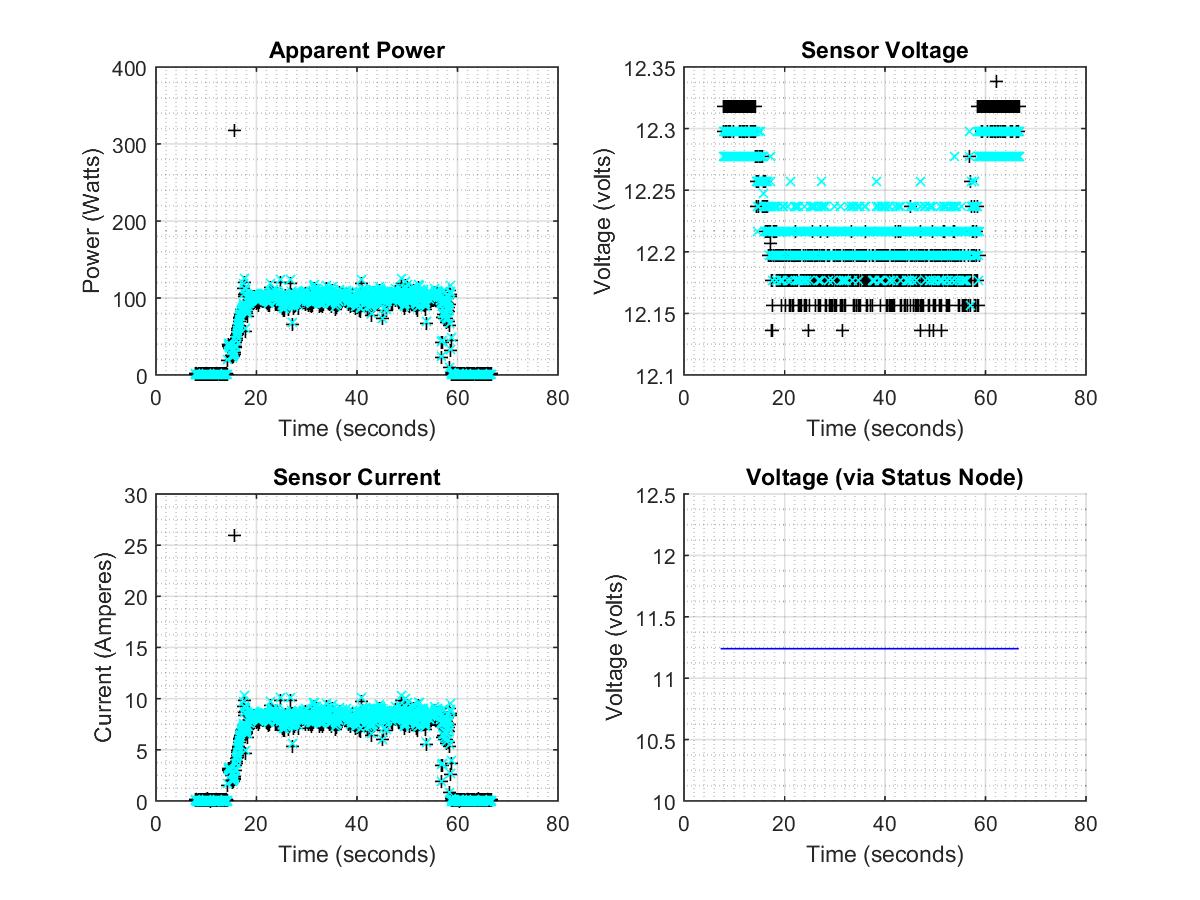 Apparent Power
400
300
200
100
0
Power (Watts)
0 20 40 60 80
Time (seconds)
Sensor Voltage
12.35
12.3
12.25
12.2
12.15
12.1
Voltage (volts)
0 20 40 60 80
Time (seconds)
Sensor Current
30
25
20
15
10
5
0
Current (Amperes)
0 20 40 60 80
Time (seconds)
Voltage (via Status Node)
12.5
12
11.5
11
10.5
10
Voltage (volts)
0 20 40 60 80
Time (seconds)